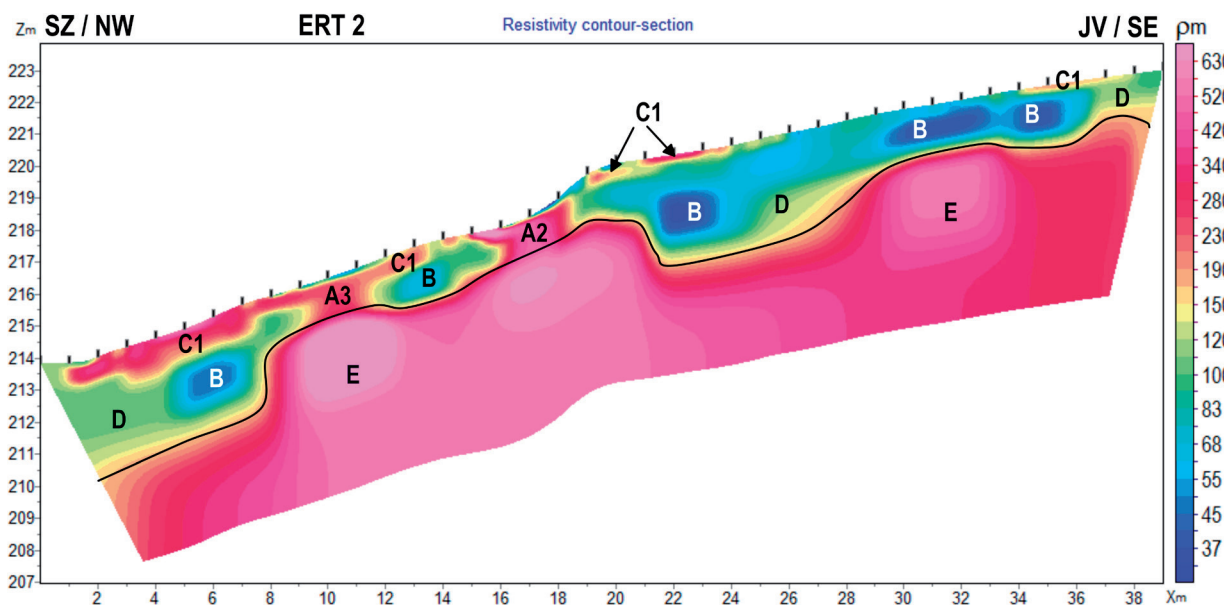 Zm SZ / NW ERT 2 Resistivity contour-section JV / SE ρm
223
222
221
220
219
218
217
216
215
214
213
212
211
210
209
208
207
C1
D
B
B
C1
B
D
E
A2
C1
B
A3
C1
B
E
D
630
520
420
350
280
230
180
150
120
100
83
68
55
45
37
2 4 6 8 10 12 14 16 18 20 22 24 26 28 30 32 34 36 38 Xm